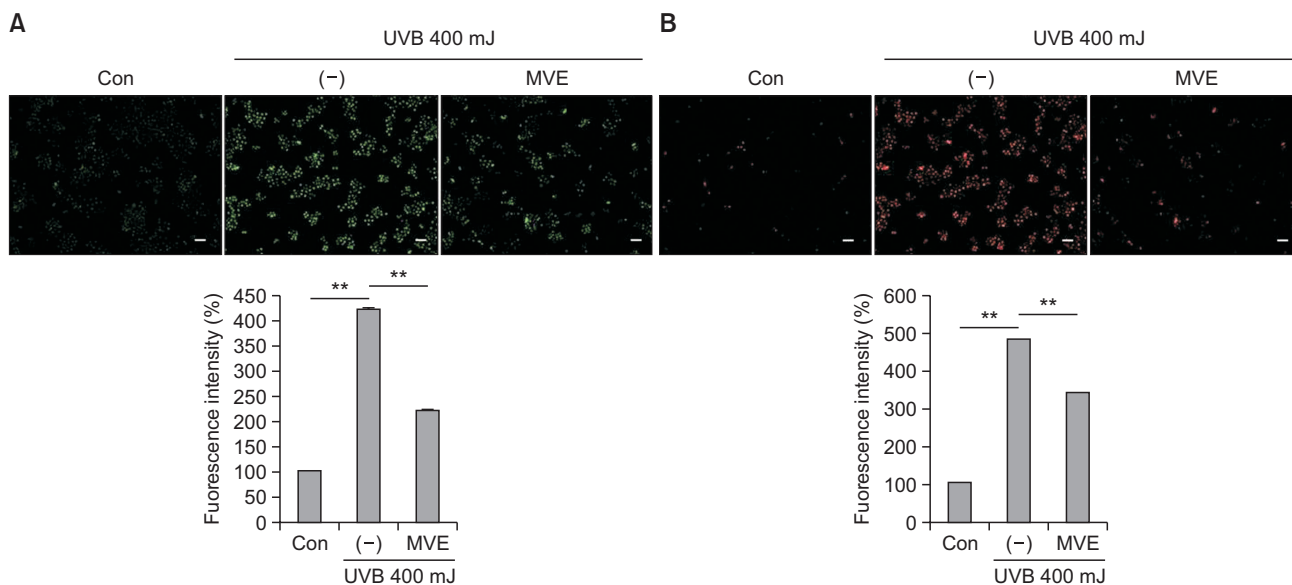 A
UVB 400 mJ
Con
(−)
MVE
Fuorescence intensity (%)
450
400
350
300
250
200
150
100
50
0
**
**
Con
(−)
MVE
UVB 400 mJ
B
UVB 400 mJ
Con
(−)
MVE
Fuorescence intensity (%)
600
500
400
300
200
100
0
**
**
Con
(−)
MVE
UVB 400 mJ